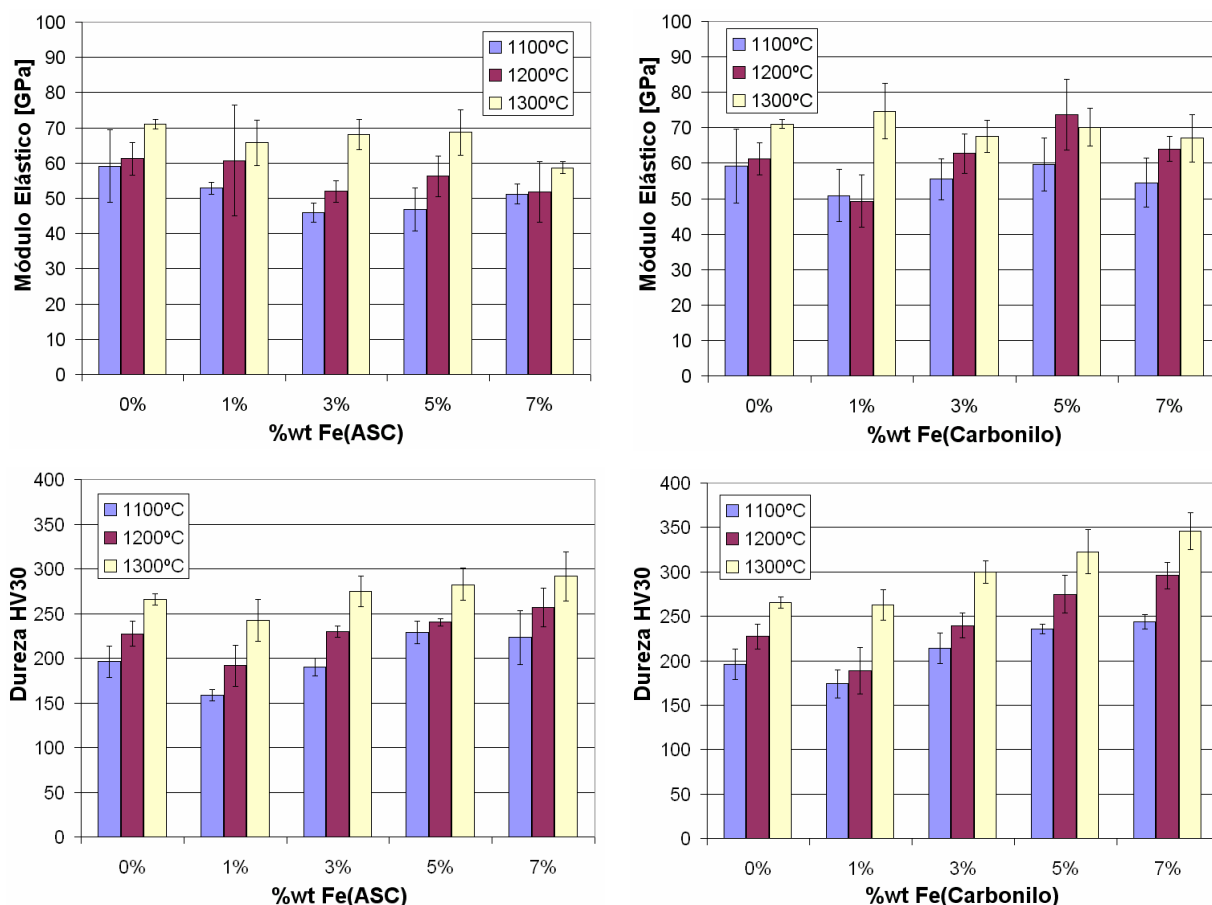 Módulo Elástico [GPa]
100
90
80
70
60
50
40
30
20
10
0
1100ºC
1200ºC
1300ºC
0% 1% 3% 5% 7%
%wt Fe(ASC)
Módulo Elástico [GPa]
100
90
80
70
60
50
40
30
20
10
0
1100ºC
1200ºC
1300ºC
0% 1% 3% 5% 7%
%wt Fe(Carbonilo)
Dureza HV30
400
350
300
250
200
150
100
50
0
1100ºC
1200ºC
1300ºC
0% 1% 3% 5% 7%
%wt Fe(ASC)
Dureza HV30
400
350
300
250
200
150
100
50
0
1100ºC
1200ºC
1300ºC
0% 1% 3% 5% 7%
%wt Fe(Carbonilo)